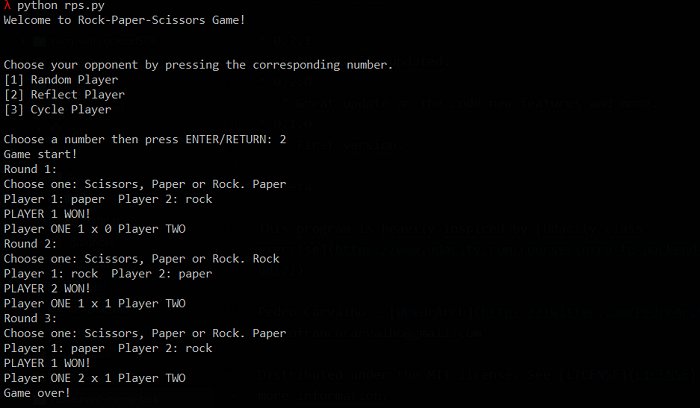 λ python rps.py
Welcome to Rock-Paper-Scissors Game!
Choose your opponent by pressing the corresponding number.
[1] Random Player
[2] Reflect Player
[3] Cycle Player
Choose a number then press ENTER/RETURN: 2
Game start!
Round 1:
Choose one: Scissors, Paper or Rock. Paper
Player 1: paper  Player 2: rock
PLAYER 1 WON!
Player ONE 1 x 0 Player TWO
Round 2:
Choose one: Scissors, Paper or Rock. Rock
Player 1: rock  Player 2: paper
PLAYER 2 WON!
Player ONE 1 x 1 Player TWO
Round 3:
Choose one: Scissors, Paper or Rock. Paper
Player 1: paper  Player 2: rock
PLAYER 1 WON!
Player ONE 2 x 1 Player TWO
Game over!